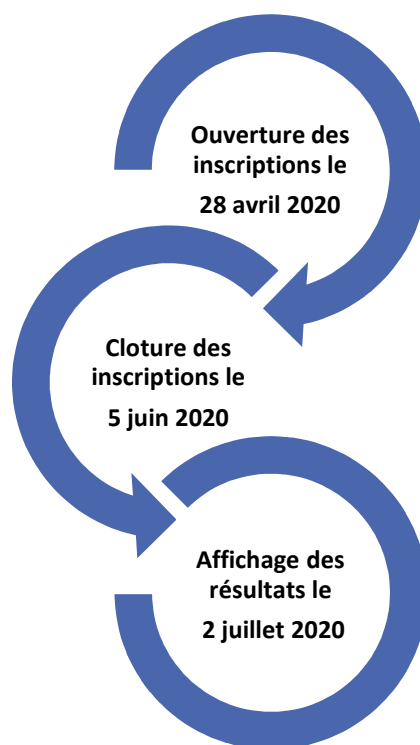 Ouverture des
inscriptions le
28 avril 2020
Cloture des
inscriptions le
5 juin 2020
Affichage des
résultats le
2 juillet 2020